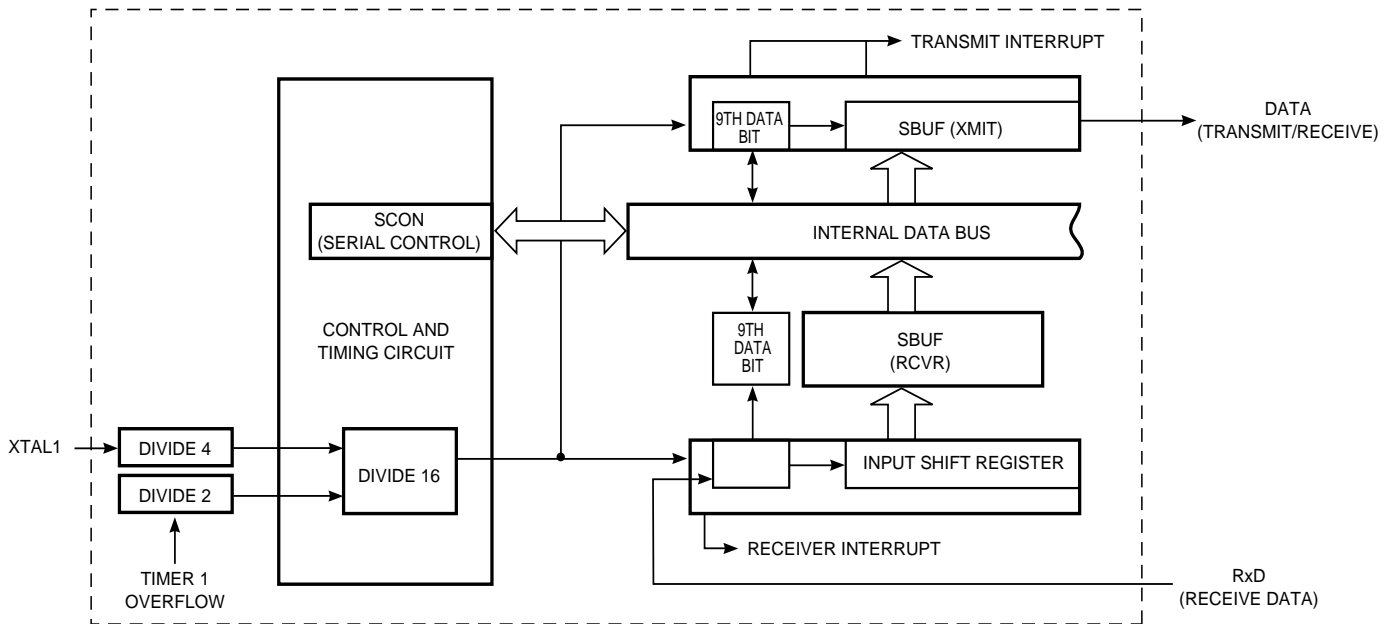 TRANSMIT INTERRUPT
9TH DATA
BIT
SBUF (XMIT)
DATA
(TRANSMIT/RECEIVE)
SCON
(SERIAL CONTROL)
INTERNAL DATA BUS
CONTROL AND
TIMING CIRCUIT
9TH
DATA
BIT
SBUF
(RCVR)
XTAL1
DIVIDE 4
DIVIDE 2
DIVIDE 16
INPUT SHIFT REGISTER
RECEIVER INTERRUPT
TIMER 1
OVERFLOW
RxD
(RECEIVE DATA)